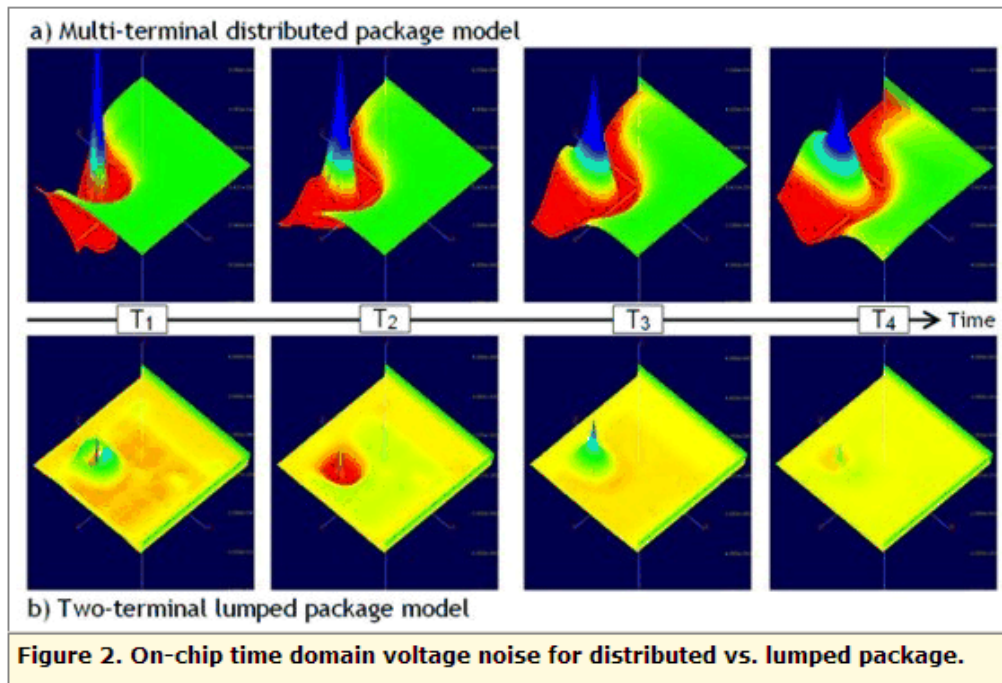 a) Multi-terminal distributed package model
T1
T2
T3
T4
Time
b) Two-terminal lumped package model
Figure 2. On-chip time domain voltage noise for distributed vs. lumped package.